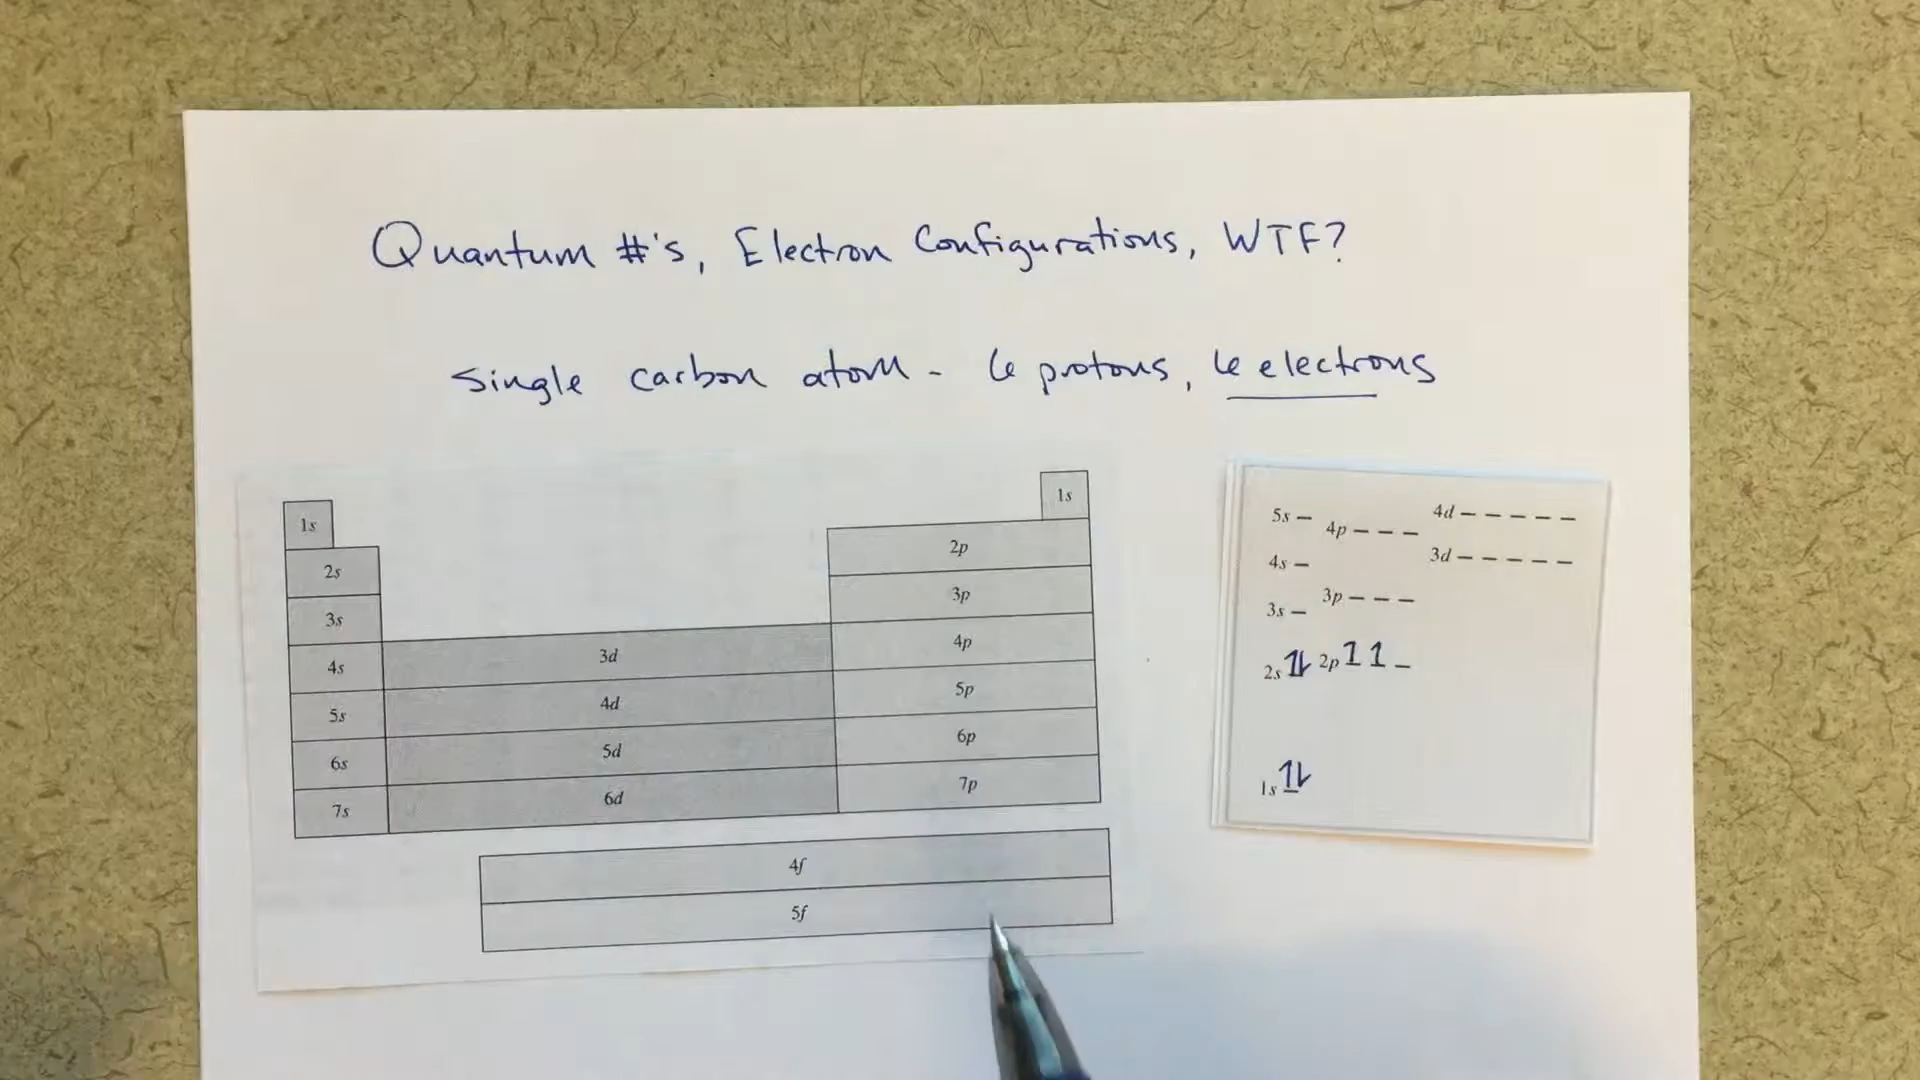 Quantum #'s, Electron Configurations, WTF?
single carbon atom - 6 protons, 6 electrons
1s 1s
2s 2p
3s 3p
4s 3d 4p
5s 4d 5p
6s 5d 6p
7s 6d 7p
4f
5f
5s – 4p – – – 4d – – – – –
4s – 3d – – – – –
3s – 3p – – –
2s ↿⇂ 2p ↿ ↿ –
1s ↿⇂